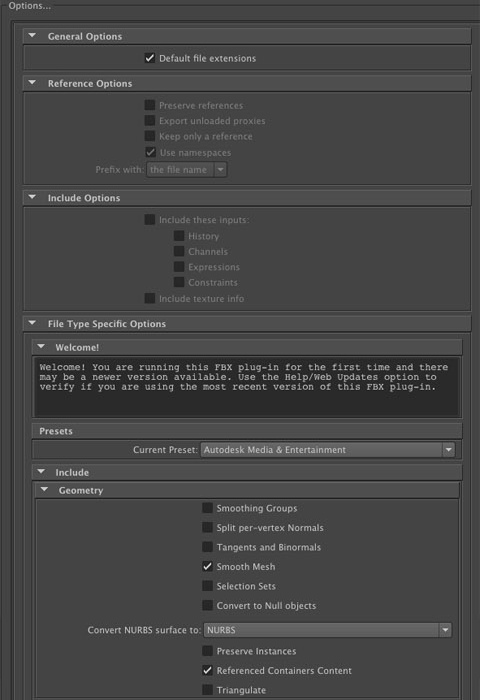 Options...
General Options
Default file extensions
Reference Options
Preserve references
Export unloaded proxies
Keep only a reference
Use namespaces
Prefix with: the file name
Include Options
Include these inputs:
History
Channels
Expressions
Constraints
Include texture info
File Type Specific Options
Welcome!
Welcome! You are running this FBX plug-in for the first time and there
may be a newer version available. Use the Help/Web Updates option to
verify if you are using the most recent version of this FBX plug-in.
Presets
Current Preset: Autodesk Media & Entertainment
Include
Geometry
Smoothing Groups
Split per-vertex Normals
Tangents and Binormals
Smooth Mesh
Selection Sets
Convert to Null objects
Convert NURBS surface to: NURBS
Preserve Instances
Referenced Containers Content
Triangulate